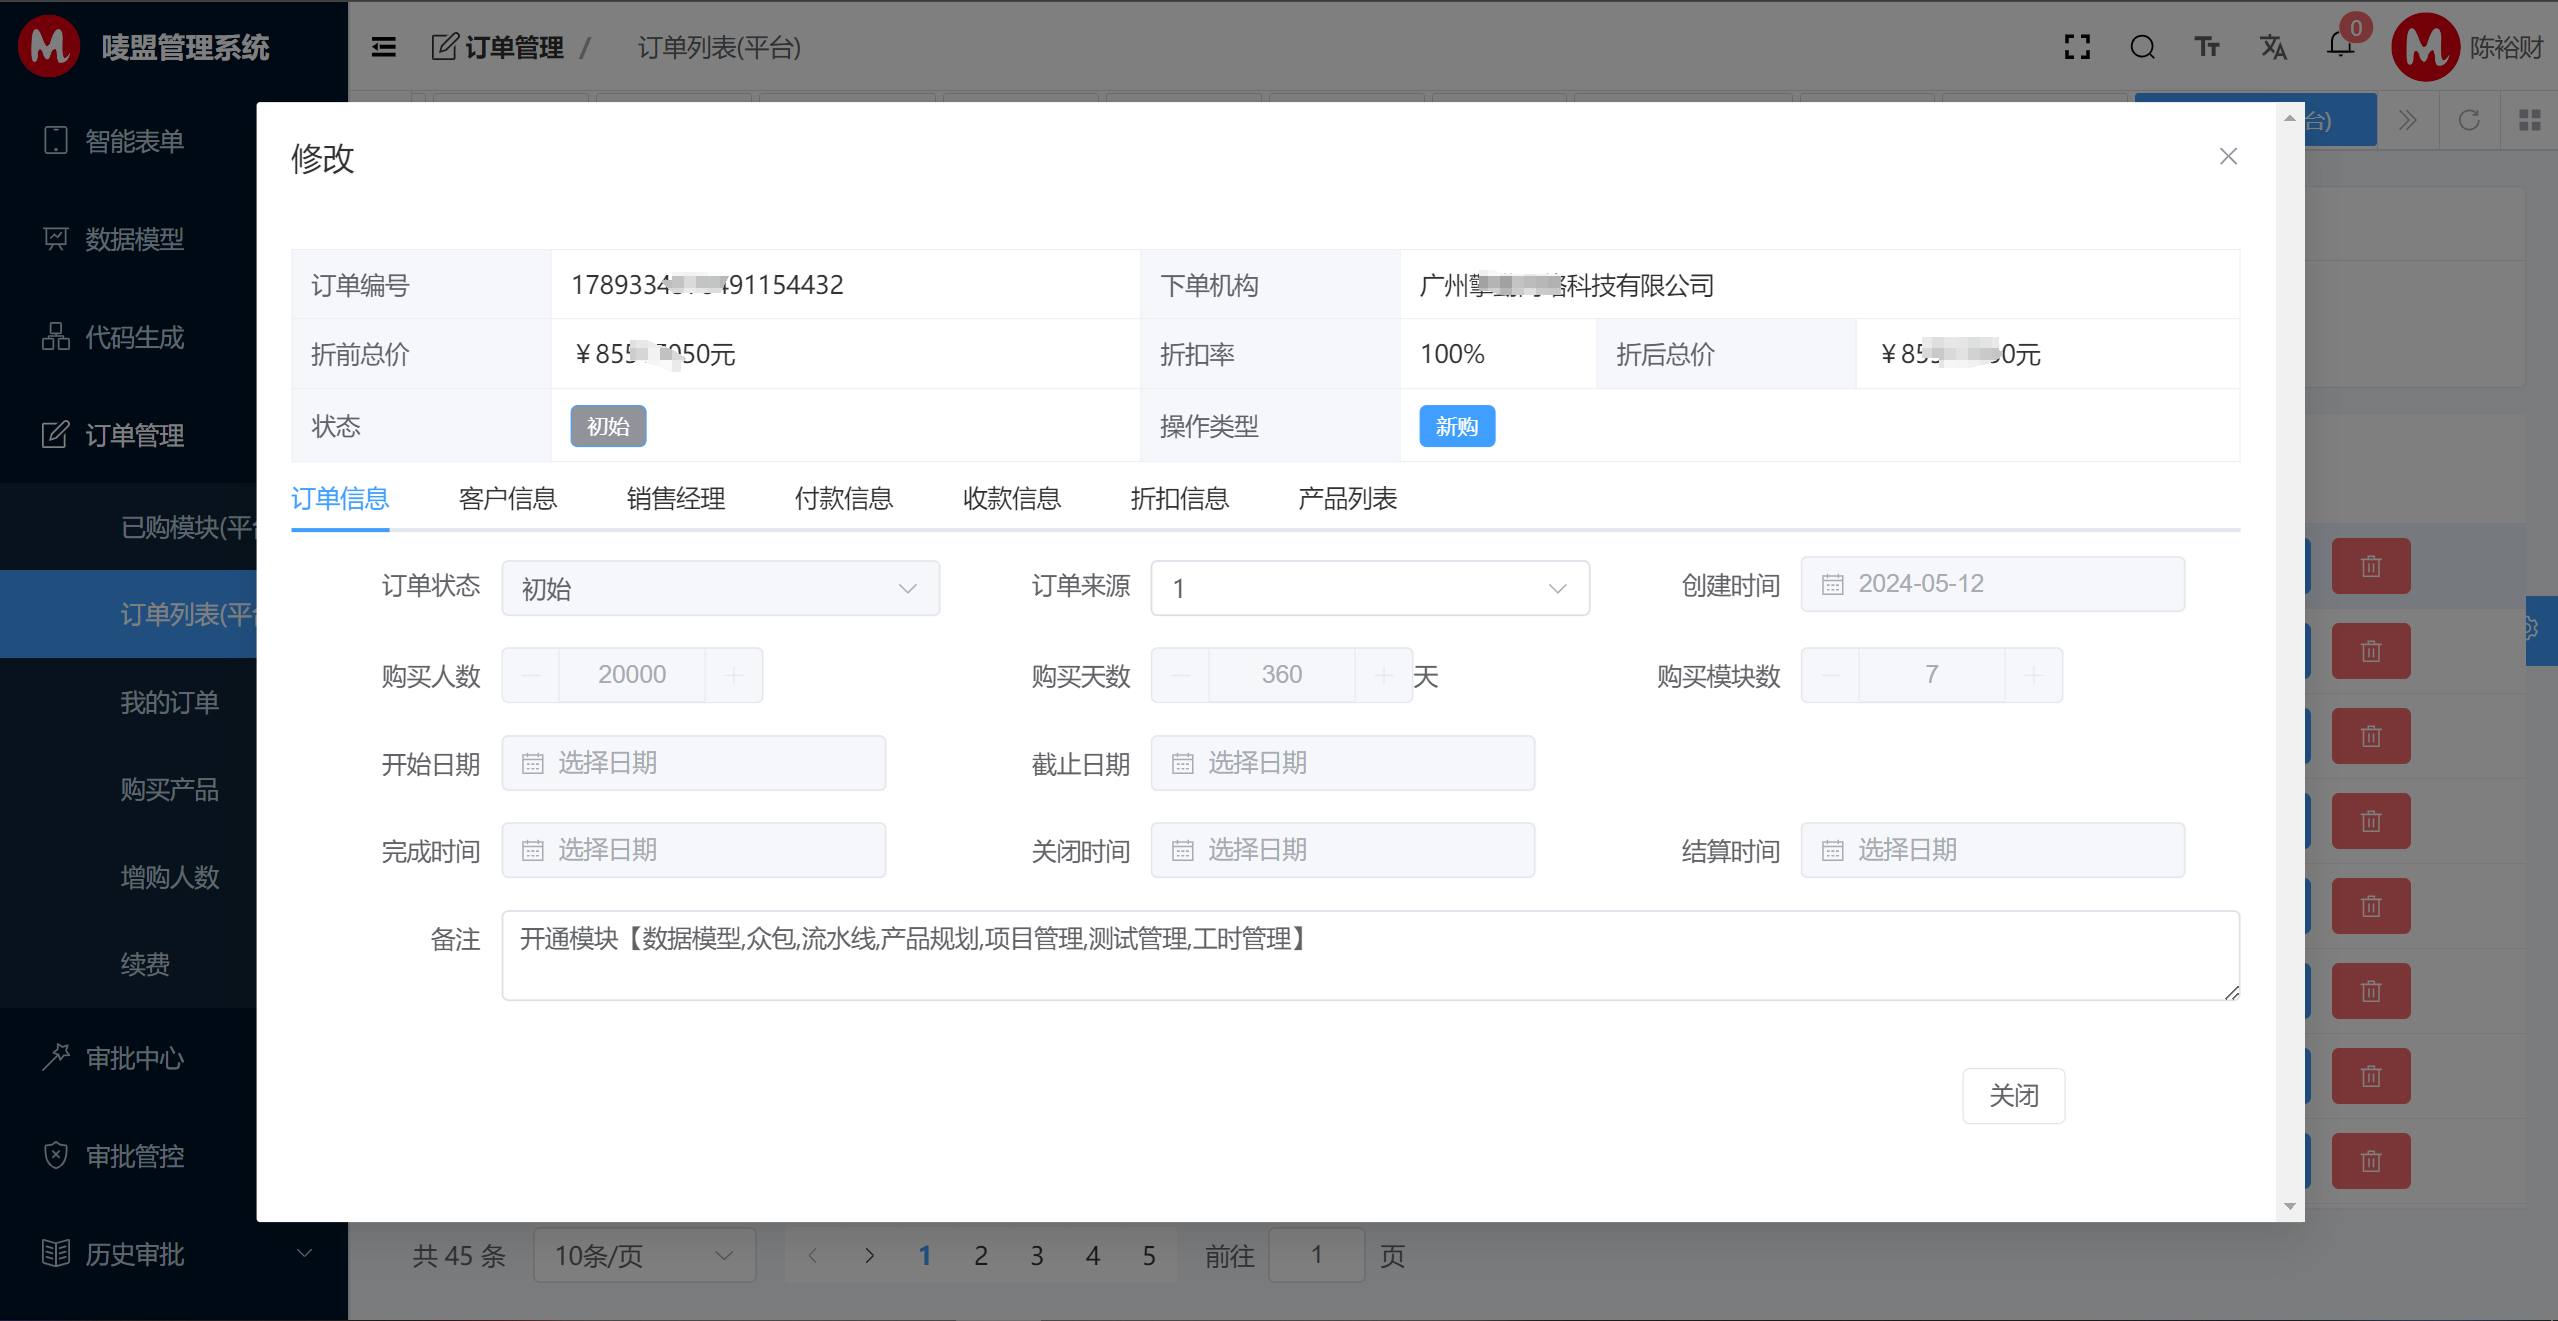 唛盟管理系统
订单管理 / 订单列表(平台)
0
陈裕财
智能表单
数据模型
代码生成
订单管理
已购模块(平
订单列表(平
我的订单
购买产品
增购人数
续费
审批中心
审批管控
历史审批
台)
修改
订单编号 1789334 491154432 下单机构 广州 科技有限公司
折前总价 ¥855 50元 折扣率 100% 折后总价 ¥85 0元
状态 初始 操作类型 新购
订单信息 客户信息 销售经理 付款信息 收款信息 折扣信息 产品列表
订单状态 初始 订单来源 1 创建时间 2024-05-12
购买人数 20000 购买天数 360 天 购买模块数 7
开始日期 选择日期 截止日期 选择日期
完成时间 选择日期 关闭时间 选择日期 结算时间 选择日期
备注 开通模块【数据模型,众包,流水线,产品规划,项目管理,测试管理,工时管理】
关闭
共 45 条 10条/页 1 2 3 4 5 前往 1 页